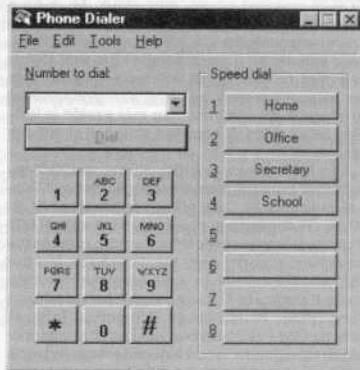 Phone Dialer
File Edit Tools Help
Number to dial:
Dial
1
ABC
2
DEF
3
GHI
4
JKL
5
MNO
6
PQRS
7
TUV
8
WXYZ
9
*
0
#
Speed dial
1 Home
2 Office
3 Secretary
4 School
5
6
7
8